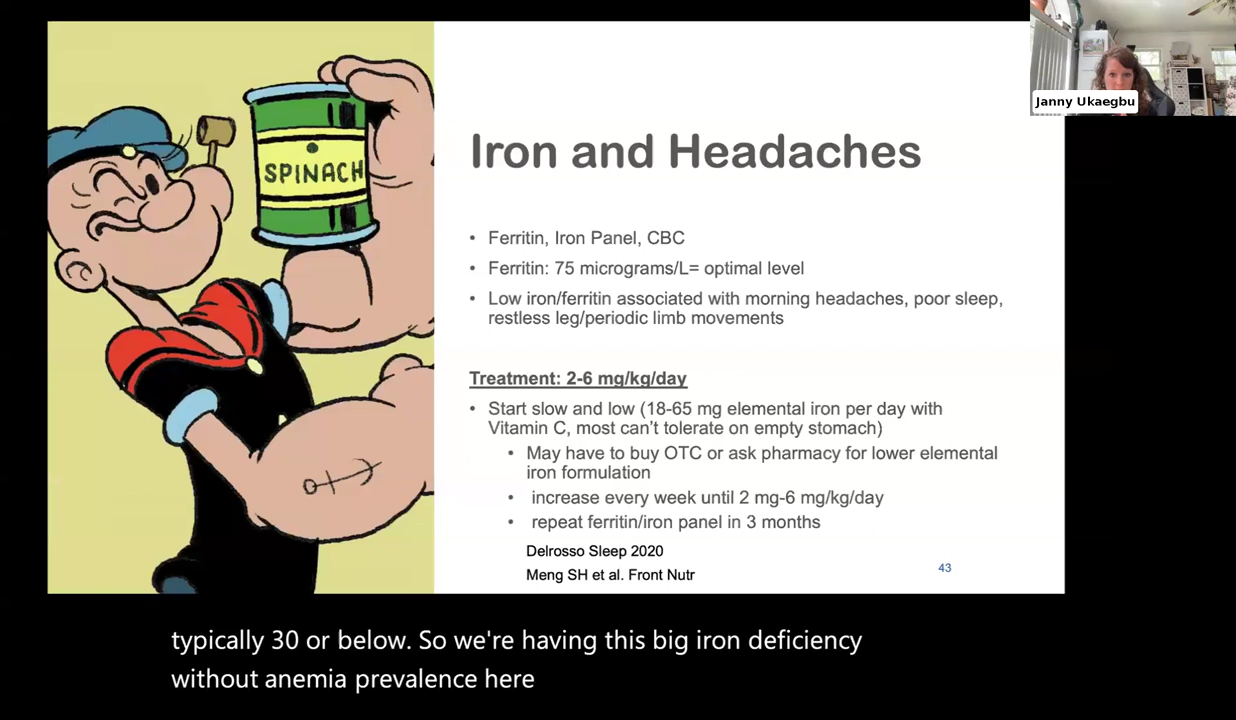 Janny Ukaegbu
SPINACH
Iron and Headaches
• Ferritin, Iron Panel, CBC
• Ferritin: 75 micrograms/L= optimal level
• Low iron/ferritin associated with morning headaches, poor sleep,
restless leg/periodic limb movements
Treatment: 2-6 mg/kg/day
• Start slow and low (18-65 mg elemental iron per day with
Vitamin C, most can't tolerate on empty stomach)
• May have to buy OTC or ask pharmacy for lower elemental
iron formulation
• increase every week until 2 mg-6 mg/kg/day
• repeat ferritin/iron panel in 3 months
Delrosso Sleep 2020
Meng SH et al. Front Nutr
43
typically 30 or below. So we're having this big iron deficiency
without anemia prevalence here